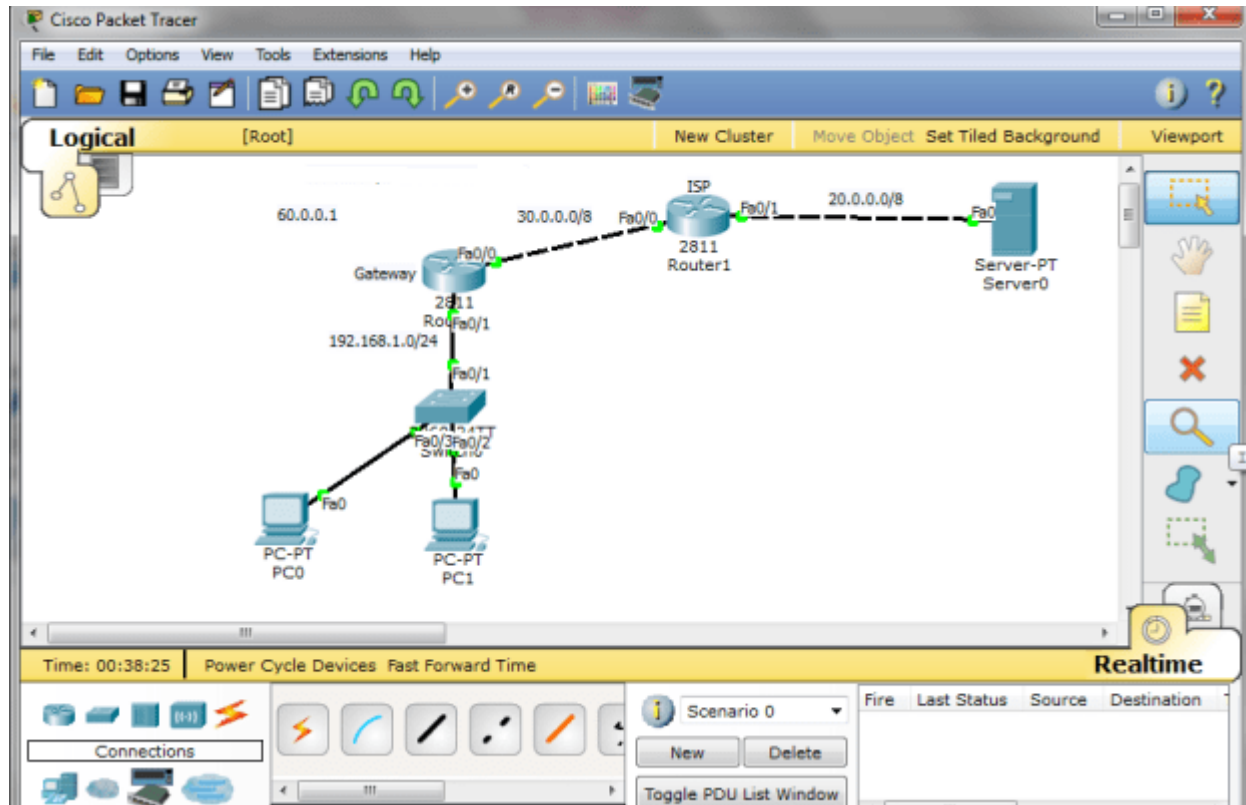 Cisco Packet Tracer
File Edit Options View Tools Extensions Help
Logical [Root] New Cluster Move Object Set Tiled Background Viewport
ISP
60.0.0.1 30.0.0.0/8 Fa0/0 Fa0/1 20.0.0.0/8 Fa0
2811
Router1
Server-PT
Server0
Gateway Fa0/0
2811
Fa0/1
192.168.1.0/24
Fa0/1
Fa0/3 Fa0/2
Fa0
Fa0
PC-PT
PC0
PC-PT
PC1
Time: 00:38:25 Power Cycle Devices Fast Forward Time Realtime
Connections
Scenario 0
New Delete
Toggle PDU List Window
Fire Last Status Source Destination